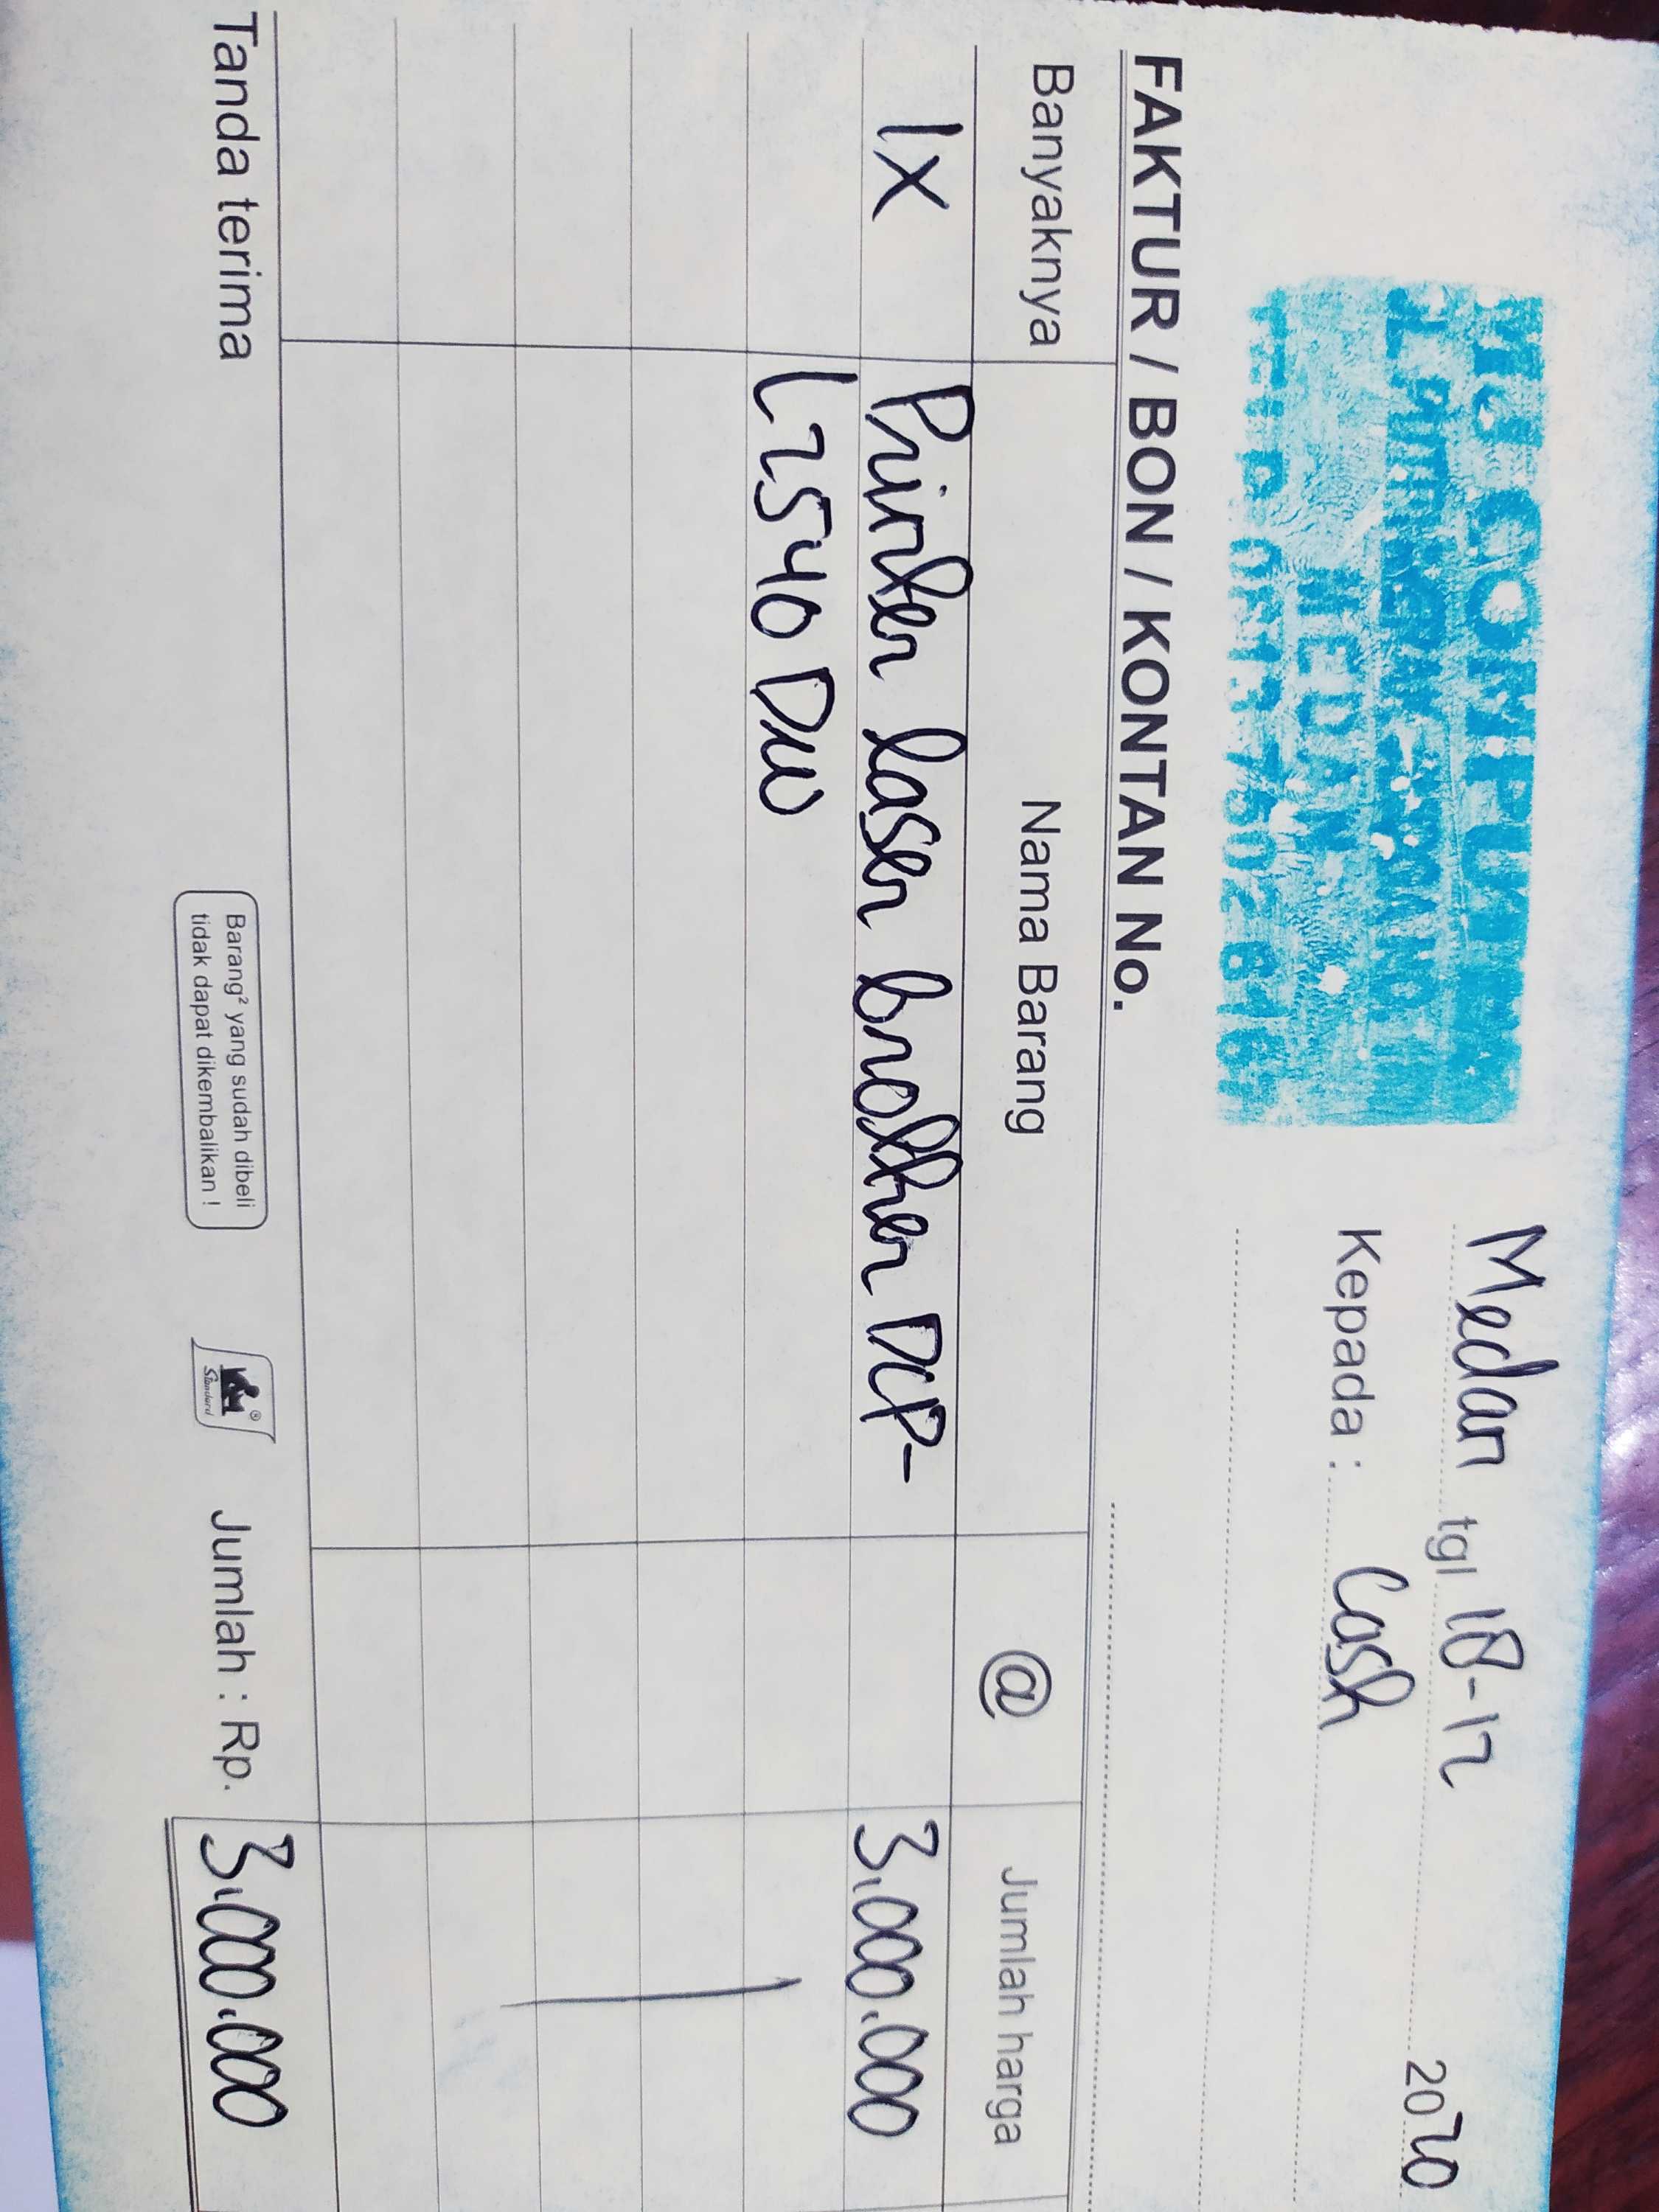 MEDAN
Medan tgl 18-12 2020
Kepada : Cash
FAKTUR / BON / KONTAN No.
Banyaknya Nama Barang @ Jumlah harga
1x Printer laser brother DCP- 3.000.000
L2540 DW
Tanda terima
Barang² yang sudah dibeli
tidak dapat dikembalikan !
Standard
Jumlah : Rp. 3.000.000